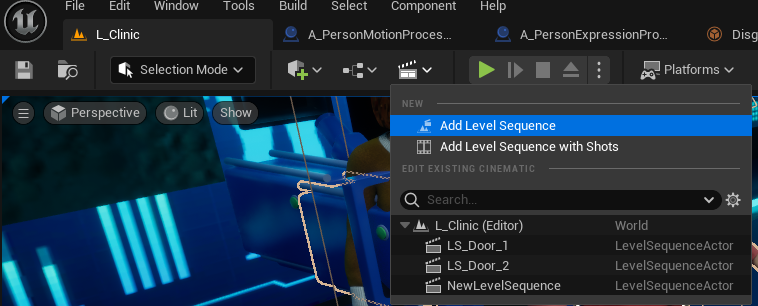 File Edit Window Tools Build Select Component Help
L_Clinic A_PersonMotionProces... A_PersonExpressionPro... Disg
Selection Mode Platforms
Perspective Lit Show
NEW
Add Level Sequence
Add Level Sequence with Shots
EDIT EXISTING CINEMATIC
Search...
L_Clinic (Editor) World
LS_Door_1 LevelSequenceActor
LS_Door_2 LevelSequenceActor
NewLevelSequence LevelSequenceActor